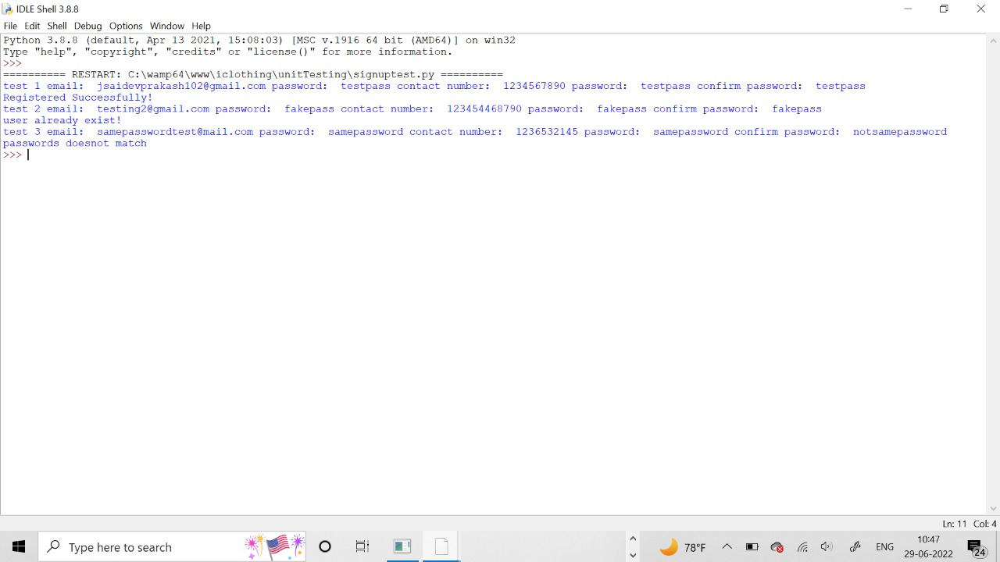 IDLE Shell 3.8.8
File Edit Shell Debug Options Window Help
Python 3.8.8 (default, Apr 13 2021, 15:08:03) [MSC v.1916 64 bit (AMD64)] on win32
Type "help", "copyright", "credits" or "license()" for more information.
>>>
========== RESTART: C:\wamp64\www\iclothing\unitTesting\signuptest.py ==========
test 1 email:  jsaidevprakash102@gmail.com password:  testpass contact number:  1234567890 password:  testpass confirm password:  testpass
Registered Successfully!
test 2 email:  testing2@gmail.com password:  fakepass contact number:  123454468790 password:  fakepass confirm password:  fakepass
user already exist!
test 3 email:  samepasswordtest@mail.com password:  samepassword contact number:  1236532145 password:  samepassword confirm password:  notsamepassword
passwords doesnot match
>>>
Ln: 11 Col: 4
Type here to search
78°F
ENG
10:47
29-06-2022
24